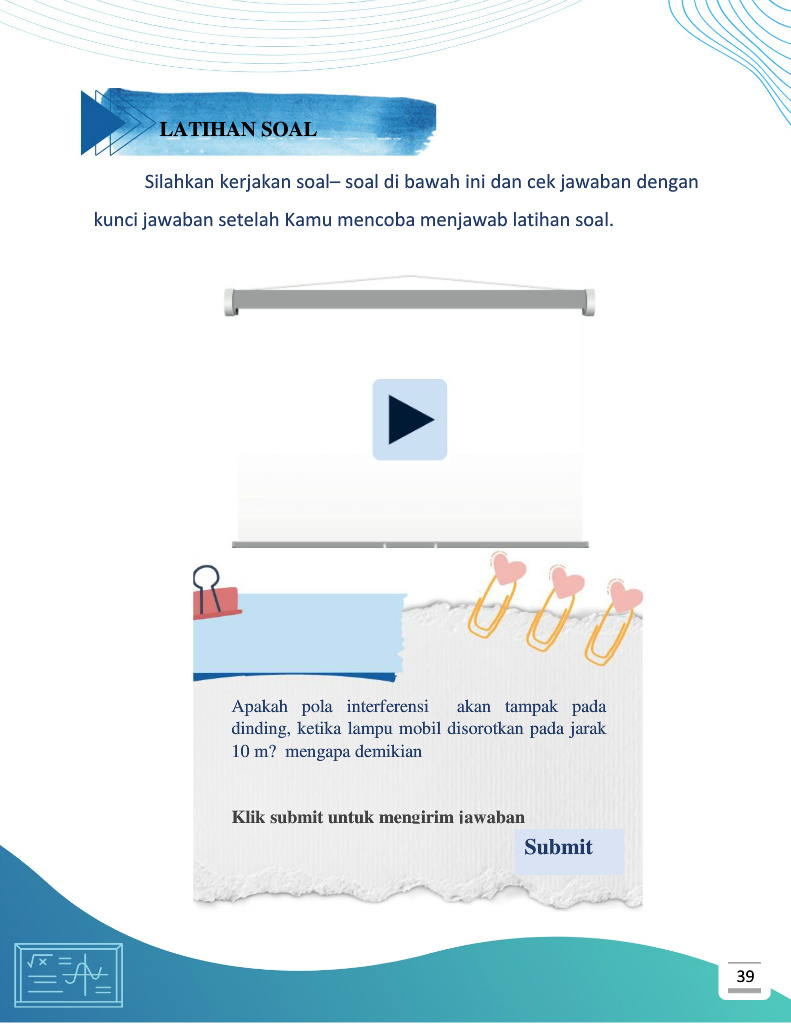 LATIHAN SOAL
Silahkan kerjakan soal– soal di bawah ini dan cek jawaban dengan
kunci jawaban setelah Kamu mencoba menjawab latihan soal.
Apakah pola interferensi akan tampak pada
dinding, ketika lampu mobil disorotkan pada jarak
10 m? mengapa demikian
Klik submit untuk mengirim jawaban
Submit
39